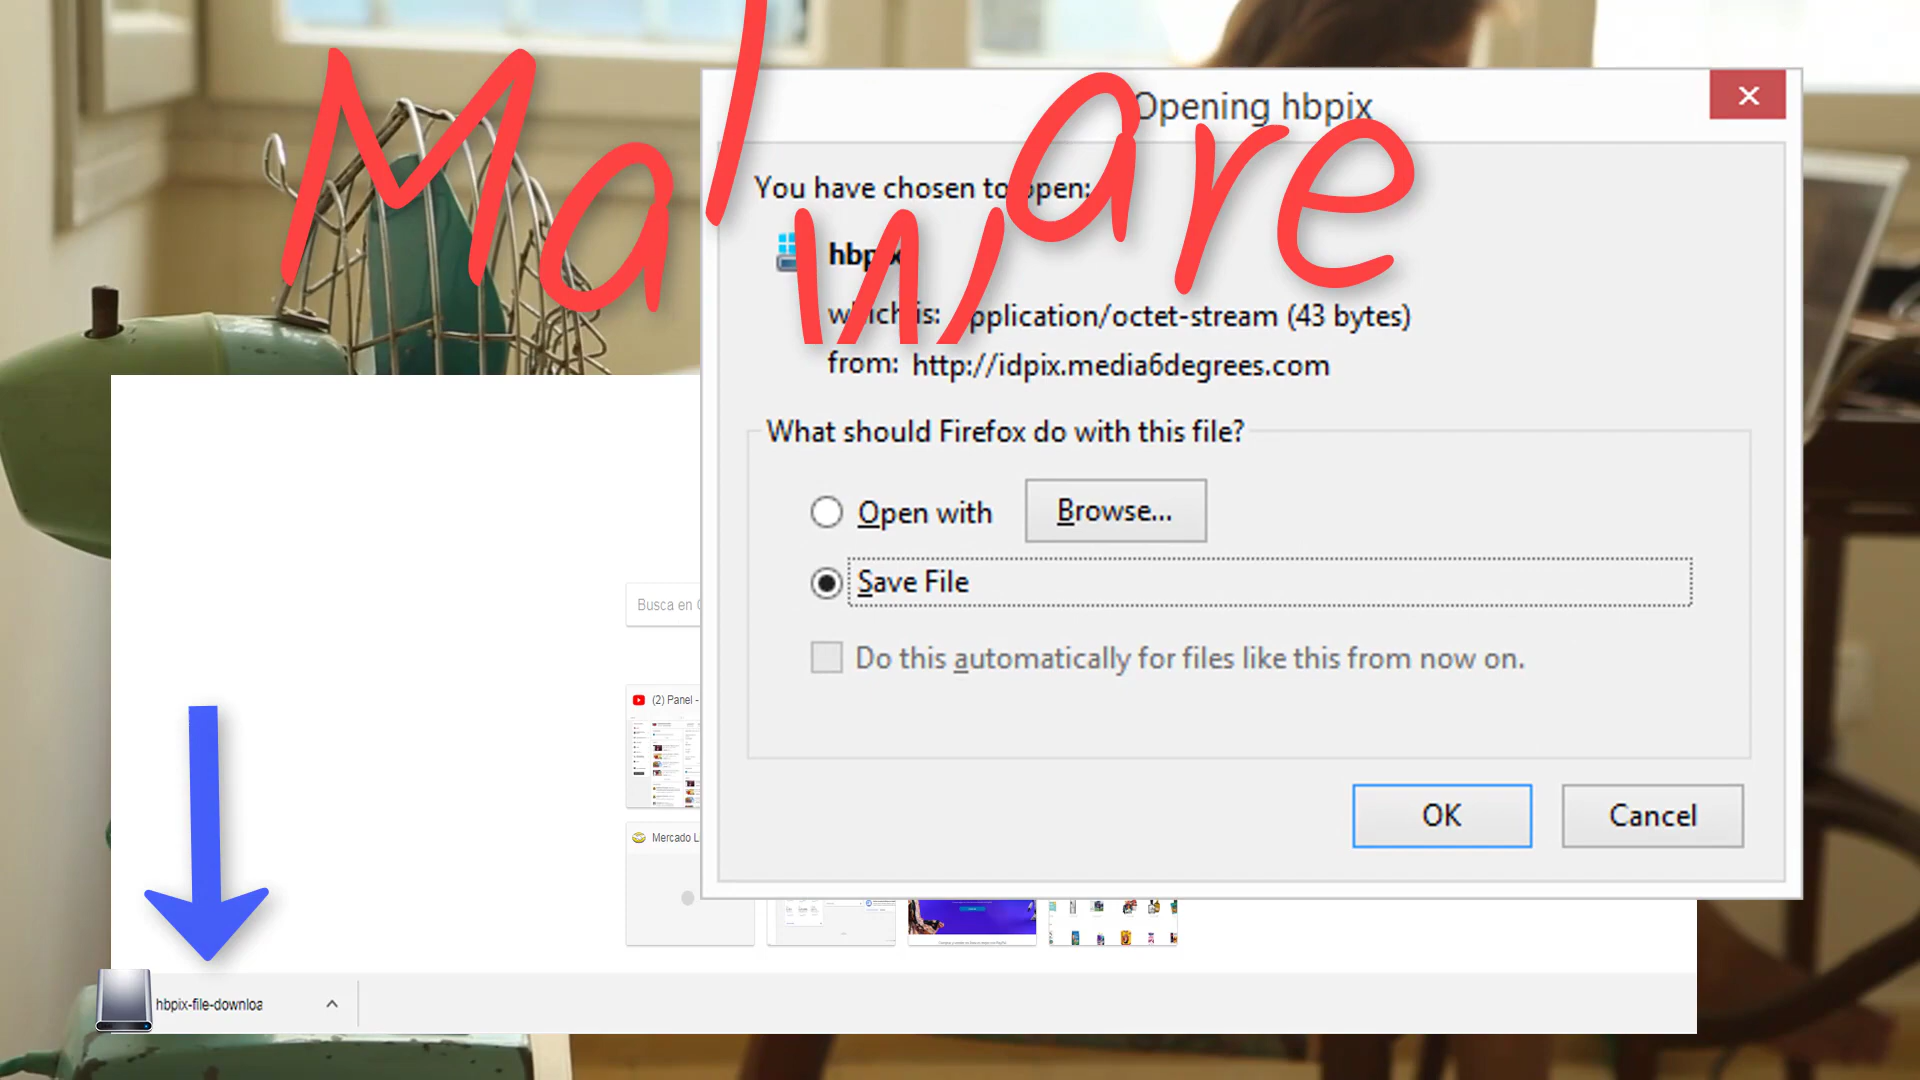 Malware
Opening hbpix
You have chosen to open:
hbpix
which is: application/octet-stream (43 bytes)
from: http://idpix.media6degrees.com
What should Firefox do with this file?
Open with
Browse...
Save File
Do this automatically for files like this from now on.
OK
Cancel
Busca en
(2) Panel -
Mercado L
hbpix-file-downloa